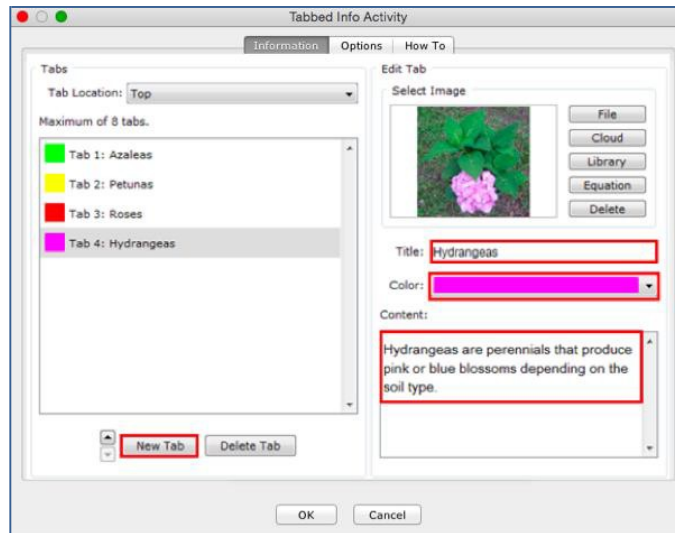 Tabbed Info Activity
Information Options How To
Tabs
Tab Location: Top
Maximum of 8 tabs.
Tab 1: Azaleas
Tab 2: Petunas
Tab 3: Roses
Tab 4: Hydrangeas
New Tab Delete Tab
Edit Tab
Select Image
File
Cloud
Library
Equation
Delete
Title: Hydrangeas
Color:
Content:
Hydrangeas are perennials that produce
pink or blue blossoms depending on the
soil type.
OK Cancel